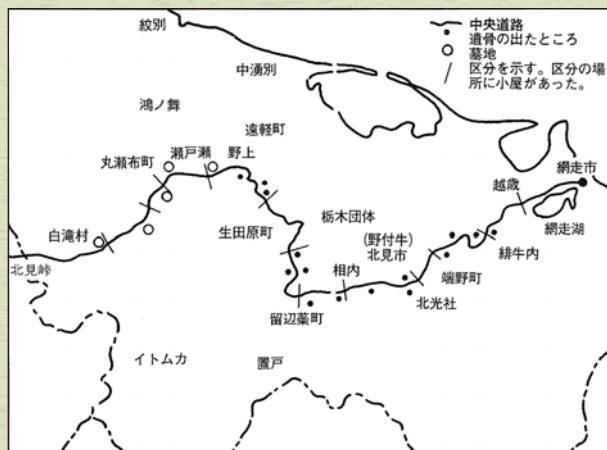 紋別
中央道路
遺骨の出たところ
墓地
区分を示す。区分の場
所に小屋があった。
中湧別
鴻ノ舞
遠軽町
瀬戸瀬
野上
丸瀬布町
網走市
越歳
生田原町
栃木団体
網走湖
白滝村
(野付牛)
北見市
緋牛内
北見峠
相内
端野町
北光社
留辺蘂町
イトムカ
置戸